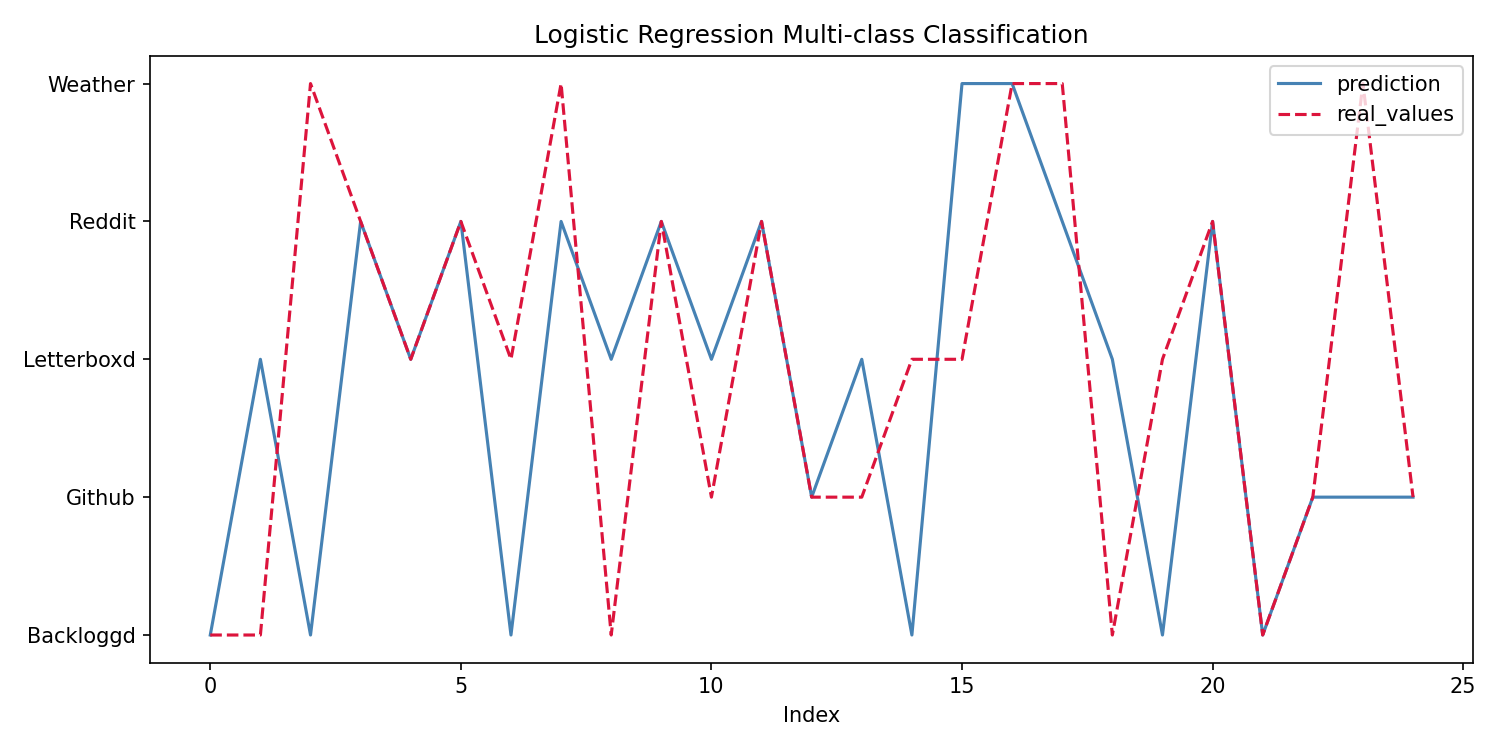 Logistic Regression Multi-class Classification
Weather
Reddit
Letterboxd
Github
Backloggd
prediction
real_values
0 5 10 15 20 25
Index